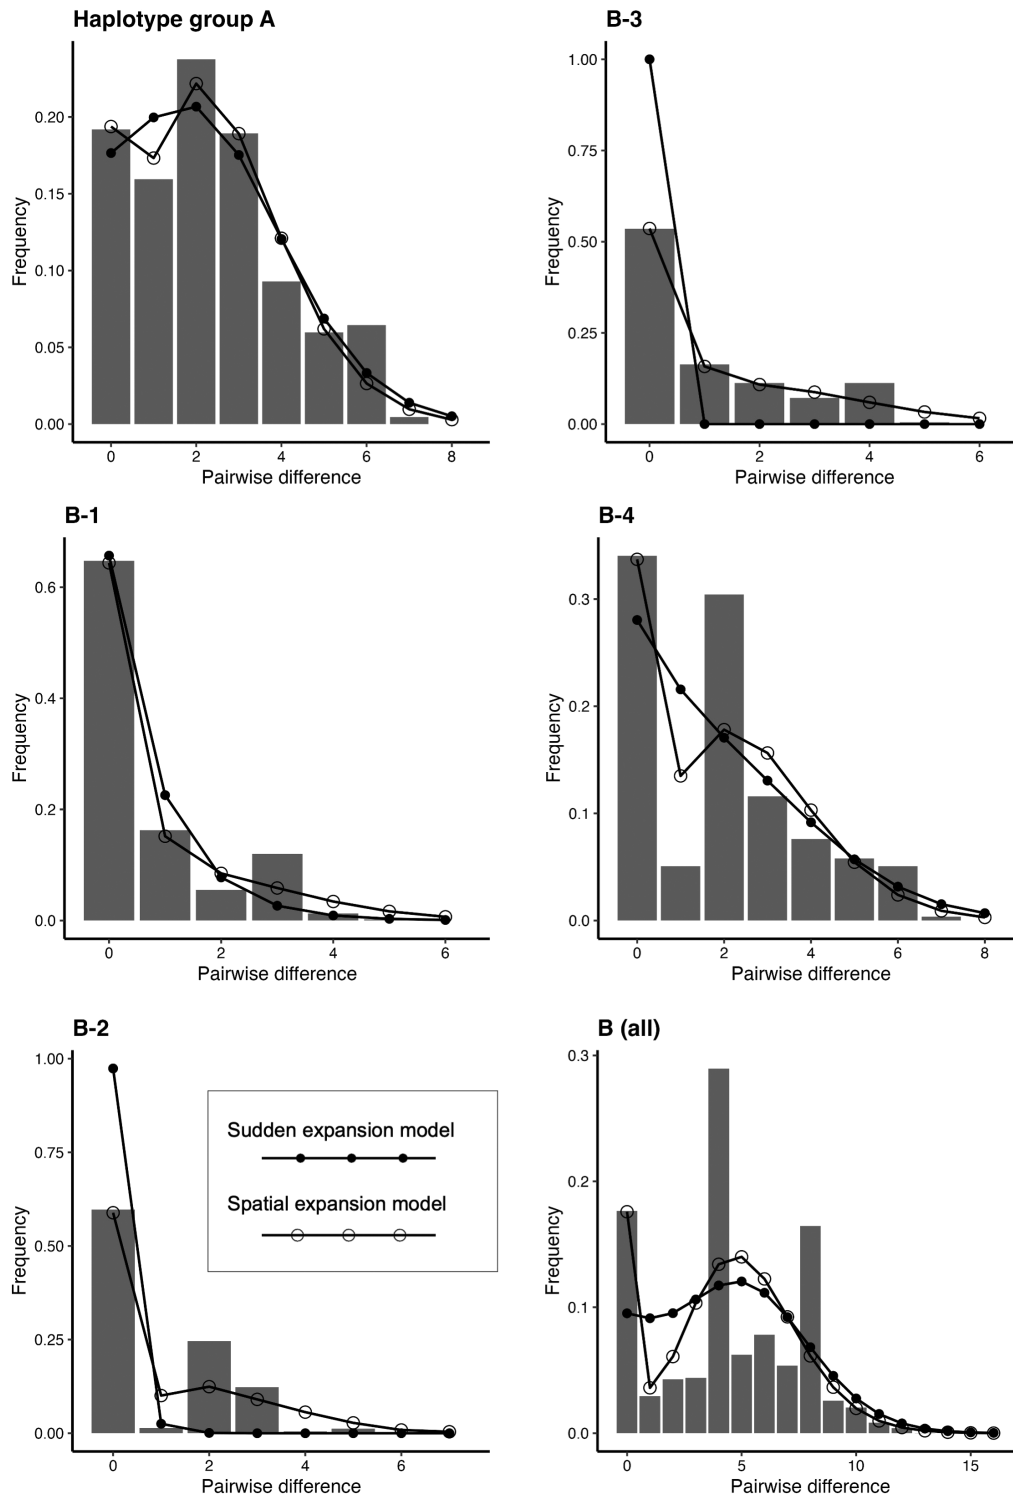 Haplotype group A
Frequency
0.20
0.15
0.10
0.05
0.00
0 2 4 6 8
Pairwise difference
B-3
Frequency
1.00
0.75
0.50
0.25
0.00
0 2 4 6
Pairwise difference
B-1
Frequency
0.6
0.4
0.2
0.0
0 2 4 6
Pairwise difference
B-4
Frequency
0.3
0.2
0.1
0.0
0 2 4 6 8
Pairwise difference
B-2
Frequency
1.00
0.75
0.50
0.25
0.00
0 2 4 6
Pairwise difference
Sudden expansion model
Spatial expansion model
B (all)
Frequency
0.3
0.2
0.1
0.0
0 5 10 15
Pairwise difference